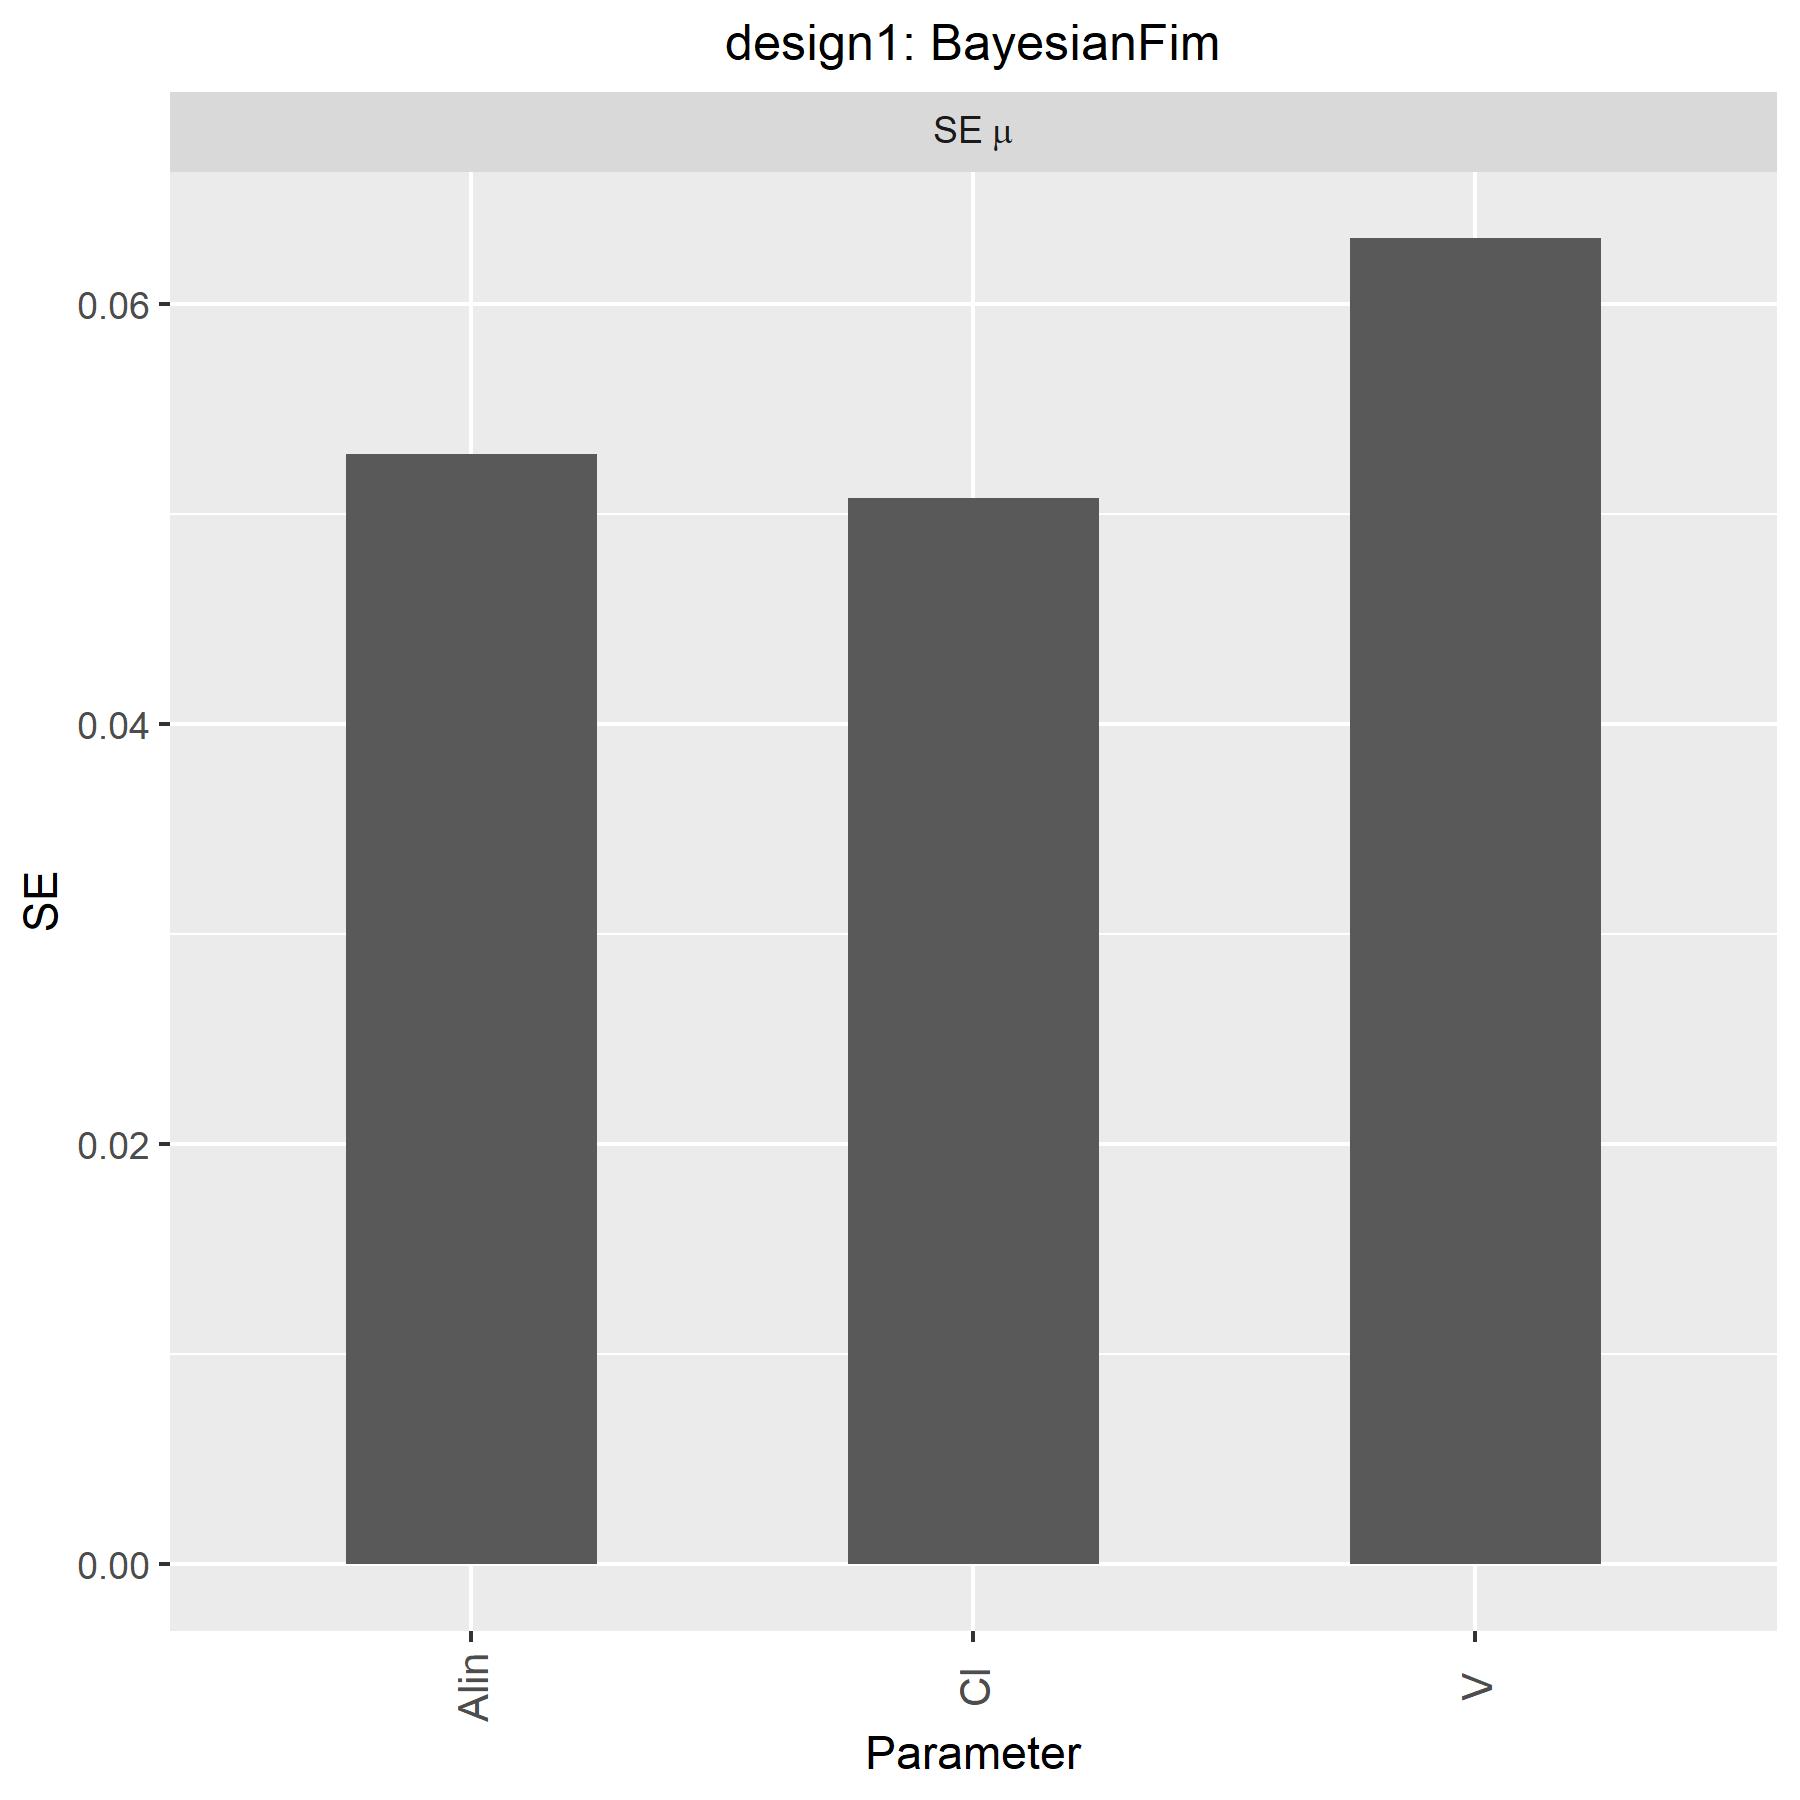 design1: BayesianFim
SE μ
0.06
0.04
0.02
0.00
SE
Alin
Cl
V
Parameter